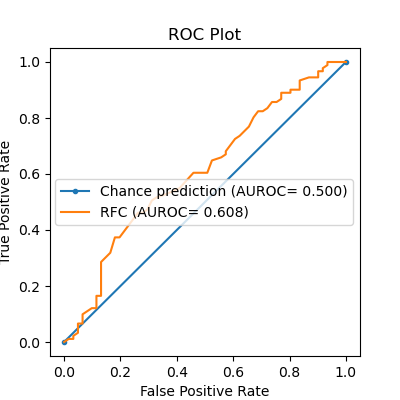 ROC Plot
1.0
0.8
0.6
0.4
0.2
0.0
True Positive Rate
Chance prediction (AUROC= 0.500)
RFC (AUROC= 0.608)
0.0 0.2 0.4 0.6 0.8 1.0
False Positive Rate